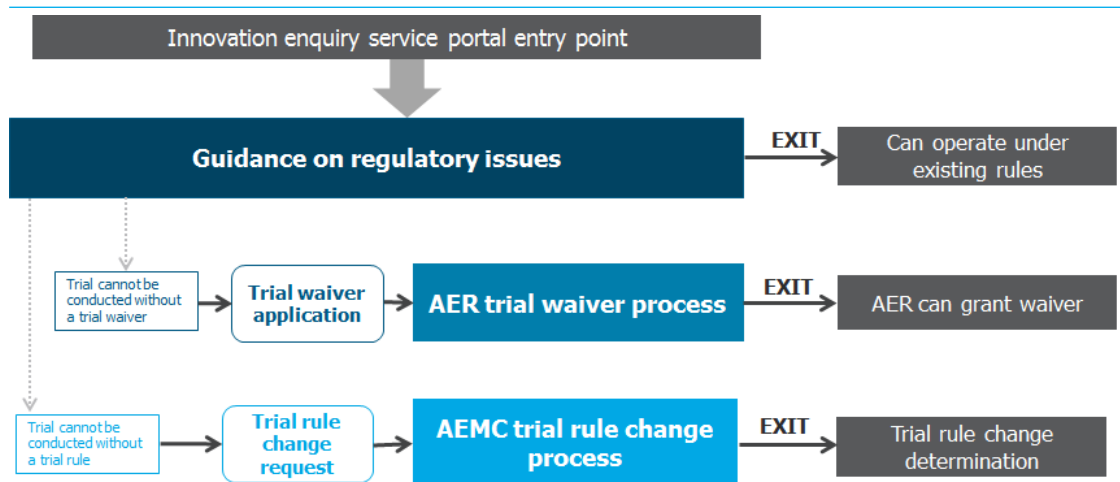 Innovation enquiry service portal entry point
Guidance on regulatory issues
EXIT
Can operate under
existing rules
Trial cannot be
conducted without
a trial waiver
Trial waiver
application
AER trial waiver process
EXIT
AER can grant waiver
Trial cannot be
conducted without
a trial rule
Trial rule
change
request
AEMC trial rule change
process
EXIT
Trial rule change
determination